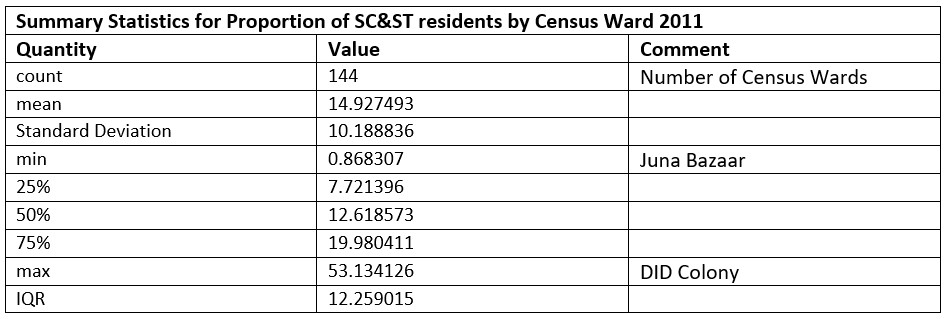 Summary Statistics for Proportion of SC&ST residents by Census Ward 2011
Quantity Value Comment
count 144 Number of Census Wards
mean 14.927493
Standard Deviation 10.188836
min 0.868307 Juna Bazaar
25% 7.721396
50% 12.618573
75% 19.980411
max 53.134126 DID Colony
IQR 12.259015